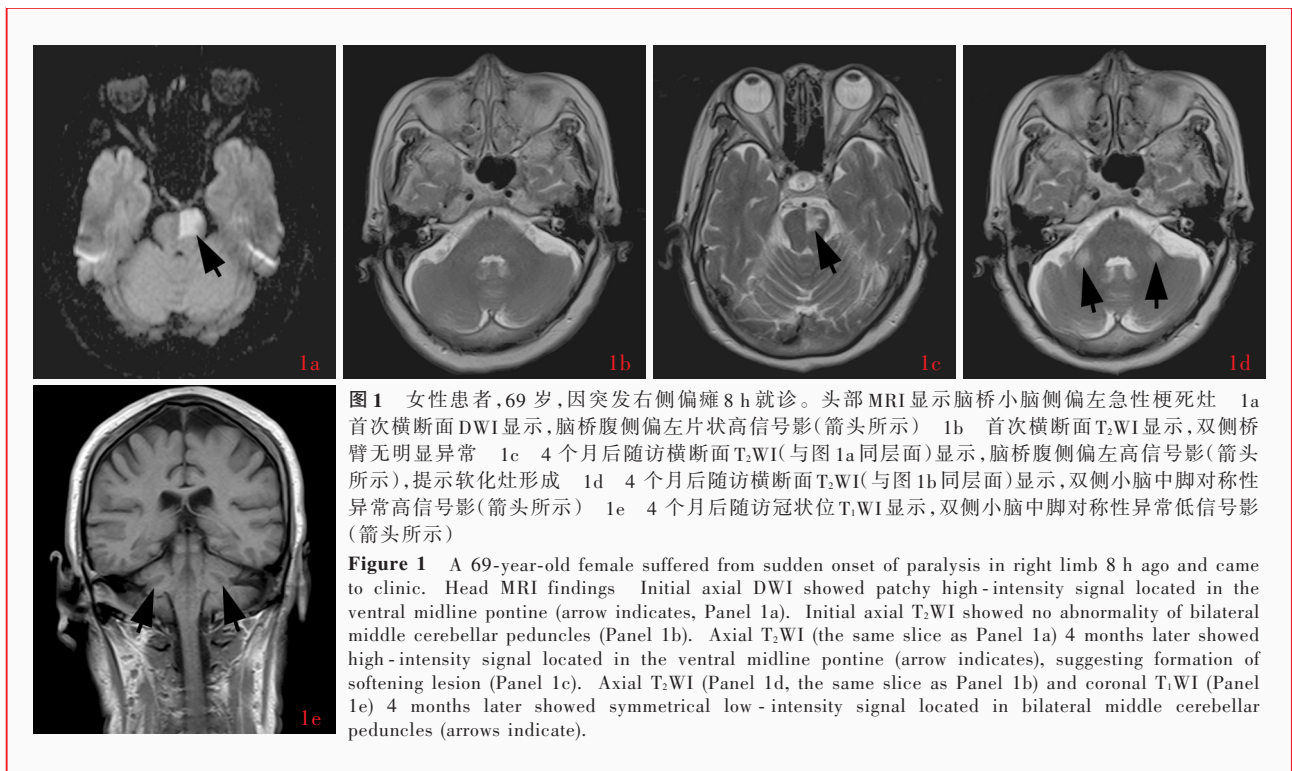 1a
1b
1c
1d
1e
图1 女性患者,69 岁,因突发右侧偏瘫 8 h 就诊。头部 MRI 显示脑桥小脑侧偏左急性梗死灶 1a
首次横断面 DWI 显示,脑桥腹侧偏左片状高信号影(箭头所示) 1b 首次横断面 T₂WI 显示,双侧桥
臂无明显异常 1c 4 个月后随访横断面 T₂WI(与图 1a 同层面)显示,脑桥腹侧偏左高信号影(箭头
所示),提示软化灶形成 1d 4 个月后随访横断面 T₂WI(与图 1b 同层面)显示,双侧小脑中脚对称性
异常高信号影(箭头所示) 1e 4 个月后随访冠状位 T₁WI 显示,双侧小脑中脚对称性异常低信号影
(箭头所示)
Figure 1 A 69-year-old female suffered from sudden onset of paralysis in right limb 8 h ago and came
to clinic. Head MRI findings Initial axial DWI showed patchy high-intensity signal located in the
ventral midline pontine (arrow indicates, Panel 1a). Initial axial T₂WI showed no abnormality of bilateral
middle cerebellar peduncles (Panel 1b). Axial T₂WI (the same slice as Panel 1a) 4 months later showed
high-intensity signal located in the ventral midline pontine (arrow indicates), suggesting formation of
softening lesion (Panel 1c). Axial T₂WI (Panel 1d, the same slice as Panel 1b) and coronal T₁WI (Panel
1e) 4 months later showed symmetrical low-intensity signal located in bilateral middle cerebellar
peduncles (arrows indicate).